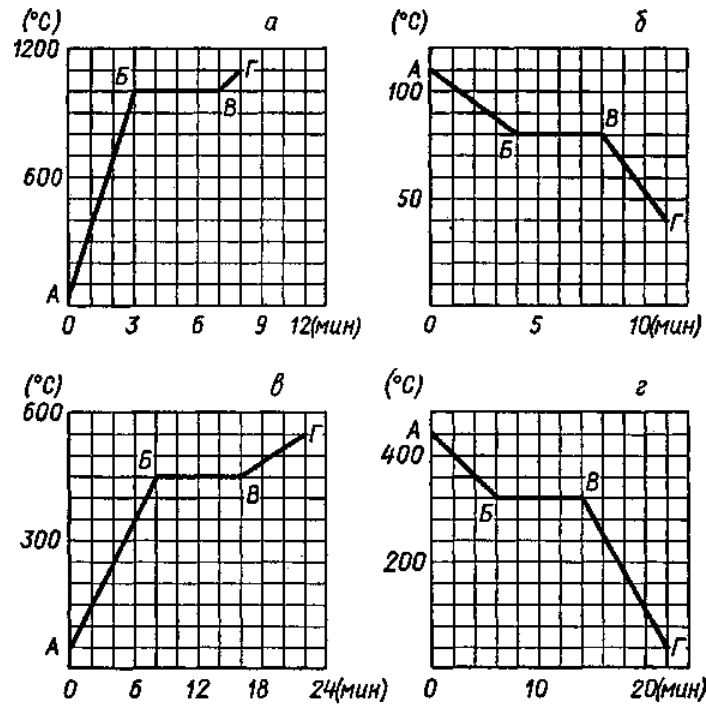 (°C) а
1200
600
А Б В Г
0 3 6 9 12(мин)
(°C) б
100
50
А Б В Г
0 5 10(мин)
(°C) в
600
300
А Б В Г
0 6 12 18 24(мин)
(°C) г
400
200
А Б В Г
0 10 20(мин)